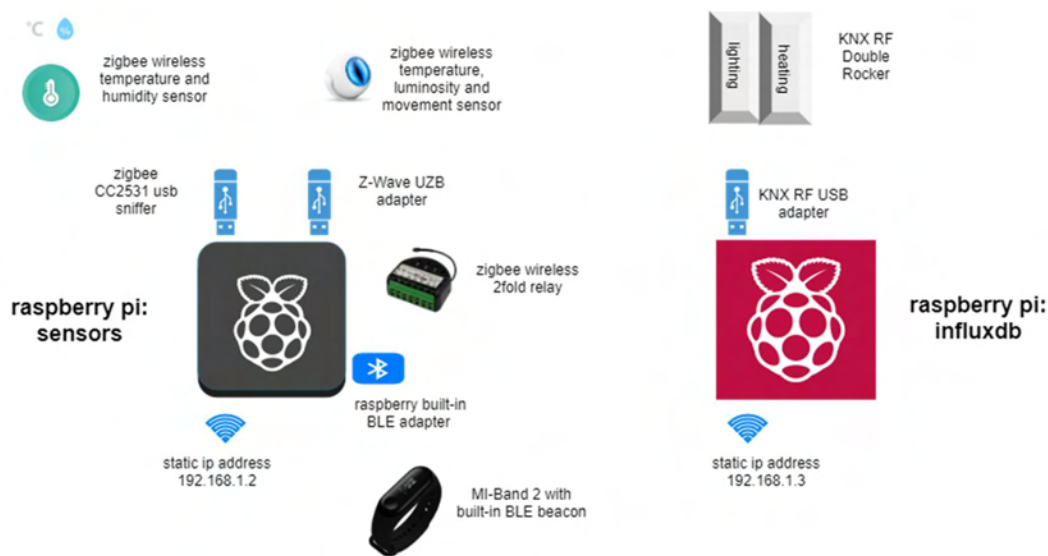 °C %
zigbee wireless
temperature and
humidity sensor
zigbee wireless
temperature,
luminosity and
movement sensor
lighting
heating
KNX RF
Double
Rocker
zigbee
CC2531 usb
sniffer
Z-Wave UZB
adapter
KNX RF USB
adapter
raspberry pi:
sensors
zigbee wireless
2fold relay
raspberry pi:
influxdb
raspberry built-in
BLE adapter
static ip address
192.168.1.2
static ip address
192.168.1.3
MI-Band 2 with
built-in BLE beacon